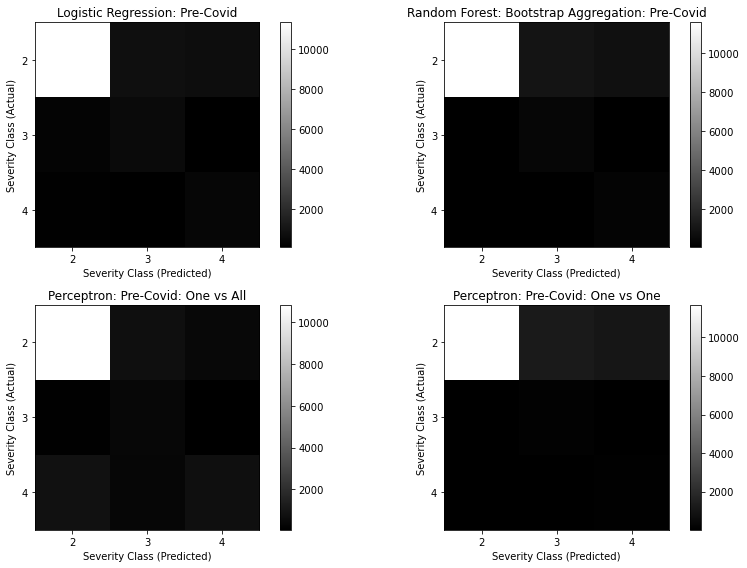 Logistic Regression: Pre-Covid
Severity Class (Actual)
2
3
4
2 3 4
Severity Class (Predicted)
10000
8000
6000
4000
2000
Random Forest: Bootstrap Aggregation: Pre-Covid
Severity Class (Actual)
2
3
4
2 3 4
Severity Class (Predicted)
10000
8000
6000
4000
2000
Perceptron: Pre-Covid: One vs All
Severity Class (Actual)
2
3
4
2 3 4
Severity Class (Predicted)
10000
8000
6000
4000
2000
Perceptron: Pre-Covid: One vs One
Severity Class (Actual)
2
3
4
2 3 4
Severity Class (Predicted)
10000
8000
6000
4000
2000